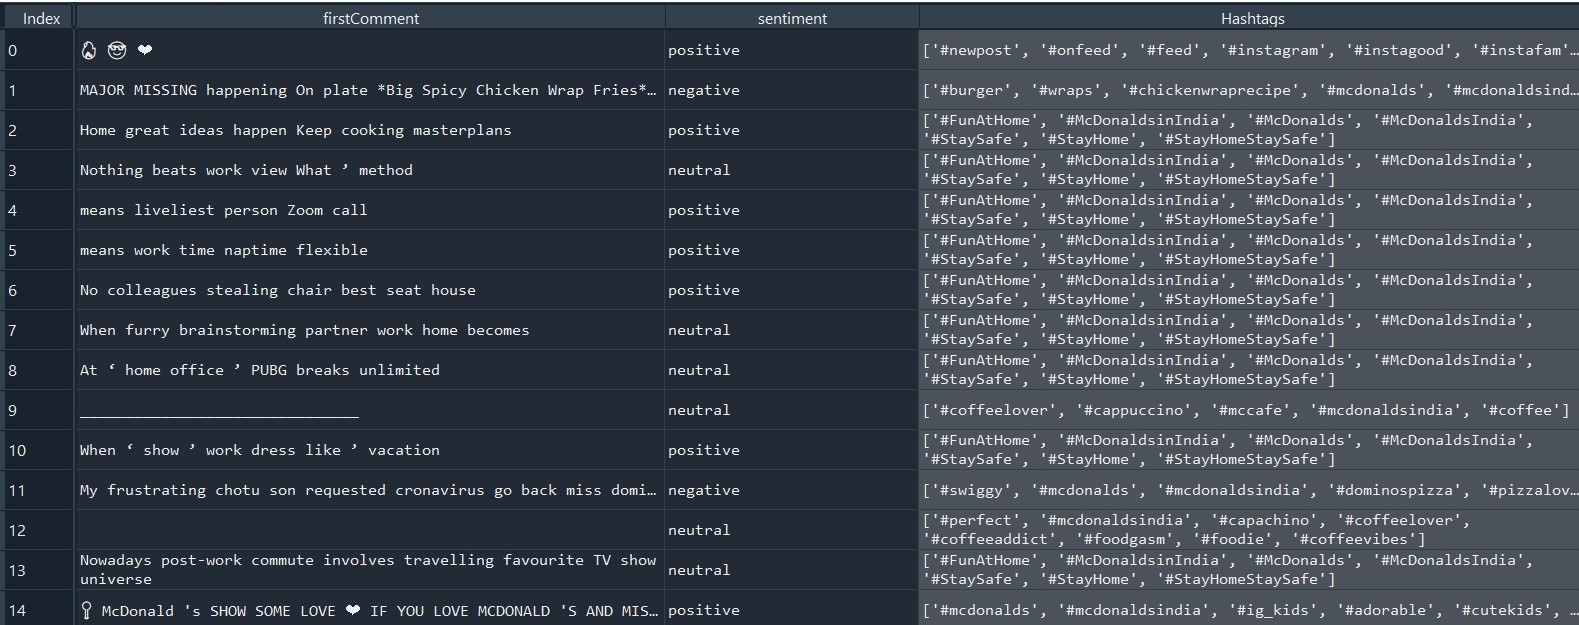 Index firstComment sentiment Hashtags
0 🔥 😎 ❤ positive ['#newpost', '#onfeed', '#feed', '#instagram', '#instagood', '#instafam'…
1 MAJOR MISSING happening On plate *Big Spicy Chicken Wrap Fries*… negative ['#burger', '#wraps', '#chickenwraprecipe', '#mcdonalds', '#mcdonaldsind…
2 Home great ideas happen Keep cooking masterplans positive ['#FunAtHome', '#McDonaldsinIndia', '#McDonalds', '#McDonaldsIndia',
'#StaySafe', '#StayHome', '#StayHomeStaySafe']
3 Nothing beats work view What ’ method neutral ['#FunAtHome', '#McDonaldsinIndia', '#McDonalds', '#McDonaldsIndia',
'#StaySafe', '#StayHome', '#StayHomeStaySafe']
4 means liveliest person Zoom call positive ['#FunAtHome', '#McDonaldsinIndia', '#McDonalds', '#McDonaldsIndia',
'#StaySafe', '#StayHome', '#StayHomeStaySafe']
5 means work time naptime flexible positive ['#FunAtHome', '#McDonaldsinIndia', '#McDonalds', '#McDonaldsIndia',
'#StaySafe', '#StayHome', '#StayHomeStaySafe']
6 No colleagues stealing chair best seat house positive ['#FunAtHome', '#McDonaldsinIndia', '#McDonalds', '#McDonaldsIndia',
'#StaySafe', '#StayHome', '#StayHomeStaySafe']
7 When furry brainstorming partner work home becomes neutral ['#FunAtHome', '#McDonaldsinIndia', '#McDonalds', '#McDonaldsIndia',
'#StaySafe', '#StayHome', '#StayHomeStaySafe']
8 At ‘ home office ’ PUBG breaks unlimited neutral ['#FunAtHome', '#McDonaldsinIndia', '#McDonalds', '#McDonaldsIndia',
'#StaySafe', '#StayHome', '#StayHomeStaySafe']
9 _______________________________ neutral ['#coffeelover', '#cappuccino', '#mccafe', '#mcdonaldsindia', '#coffee']
10 When ‘ show ’ work dress like ’ vacation positive ['#FunAtHome', '#McDonaldsinIndia', '#McDonalds', '#McDonaldsIndia',
'#StaySafe', '#StayHome', '#StayHomeStaySafe']
11 My frustrating chotu son requested cronavirus go back miss domi… negative ['#swiggy', '#mcdonalds', '#mcdonaldsindia', '#dominospizza', '#pizzalov…
12 neutral ['#perfect', '#mcdonaldsindia', '#capachino', '#coffeelover',
'#coffeeaddict', '#foodgasm', '#foodie', '#coffeevibes']
13 Nowadays post-work commute involves travelling favourite TV show
universe neutral ['#FunAtHome', '#McDonaldsinIndia', '#McDonalds', '#McDonaldsIndia',
'#StaySafe', '#StayHome', '#StayHomeStaySafe']
14 McDonald 's SHOW SOME LOVE ❤ IF YOU LOVE MCDONALD 'S AND MIS… positive ['#mcdonalds', '#mcdonaldsindia', '#ig_kids', '#adorable', '#cutekids', …